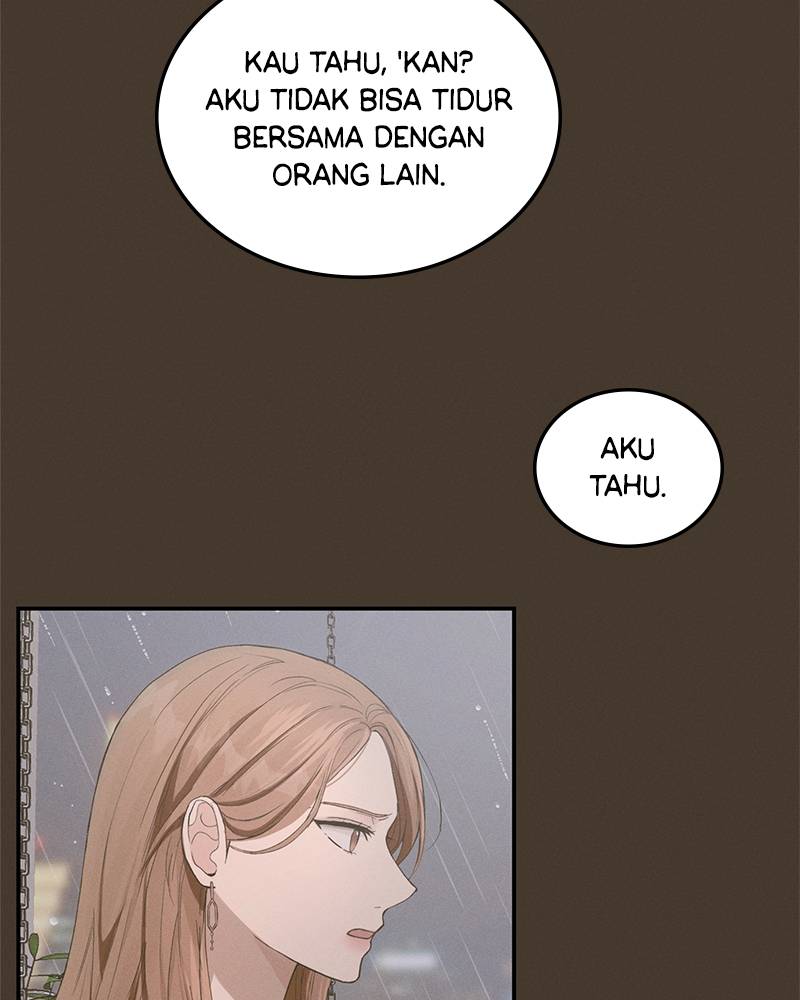 KAU TAHU, 'KAN?
AKU TIDAK BISA TIDUR
BERSAMA DENGAN
ORANG LAIN.
AKU
TAHU.